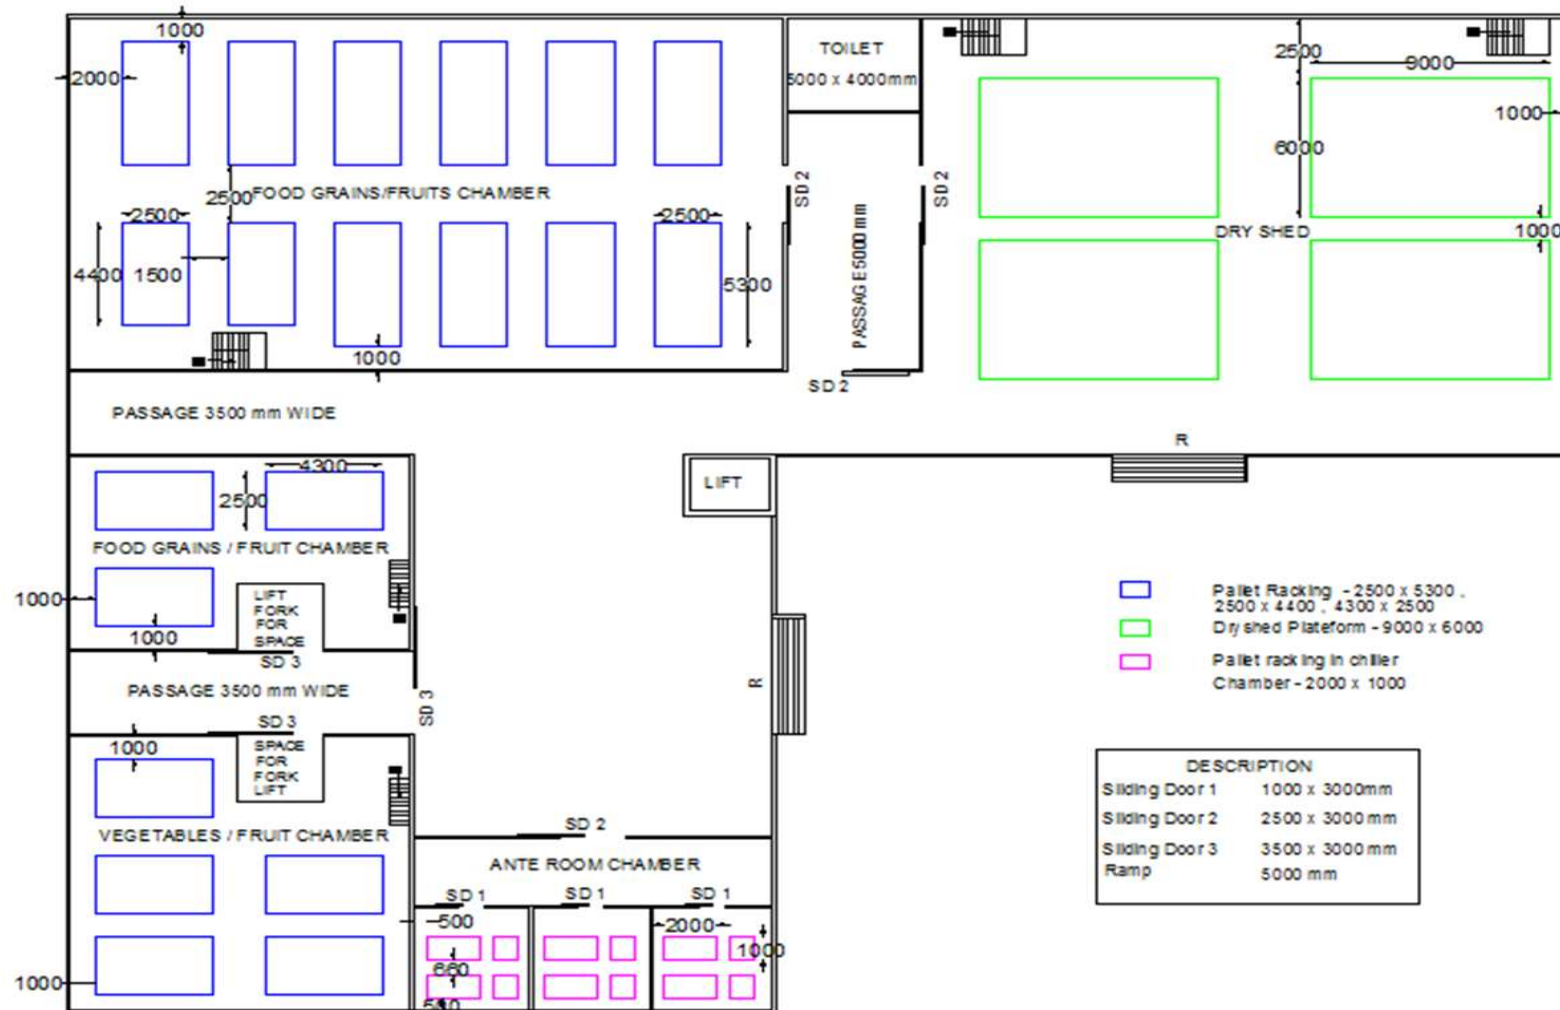 1000
2000
TOILET
5000 x 4000mm
2500
9000
1000
6000
SD 2
SD 2
2500
FOOD GRAINS/FRUITS CHAMBER
2500
2500
PASSAGE 5000 mm
DRY SHED
1000
4400
1500
5300
1000
SD 2
PASSAGE 3500 mm WIDE
R
4300
2500
LIFT
FOOD GRAINS / FRUIT CHAMBER
1000
LIFT
FORK
FOR
SPACE
1000
SD 3
PASSAGE 3500 mm WIDE
SD 3
SD 3
R
1000
SPACE
FOR
FORK
LIFT
VEGETABLES / FRUIT CHAMBER
SD 2
ANTE ROOM CHAMBER
SD 1
SD 1
SD 1
500
2000
1000
660
1000
Pallet Racking - 2500 x 5300 ,
2500 x 4400 , 4300 x 2500
Dryshed Plateform - 9000 x 6000
Pallet racking in chiller
Chamber - 2000 x 1000
DESCRIPTION
Sliding Door 1 1000 x 3000mm
Sliding Door 2 2500 x 3000 mm
Sliding Door 3 3500 x 3000 mm
Ramp 5000 mm